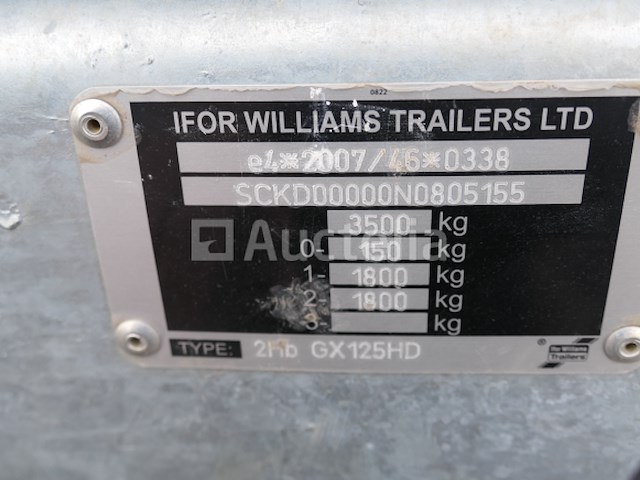 0822
IFOR WILLIAMS TRAILERS LTD
e4*2007/46*0338
SCKD00000N0805155
3500 kg
0- 150 kg
1- 1800 kg
2- 1800 kg
3- kg
TYPE: 2Hb GX125HD
Ifor Williams
Trailers
Auctelia